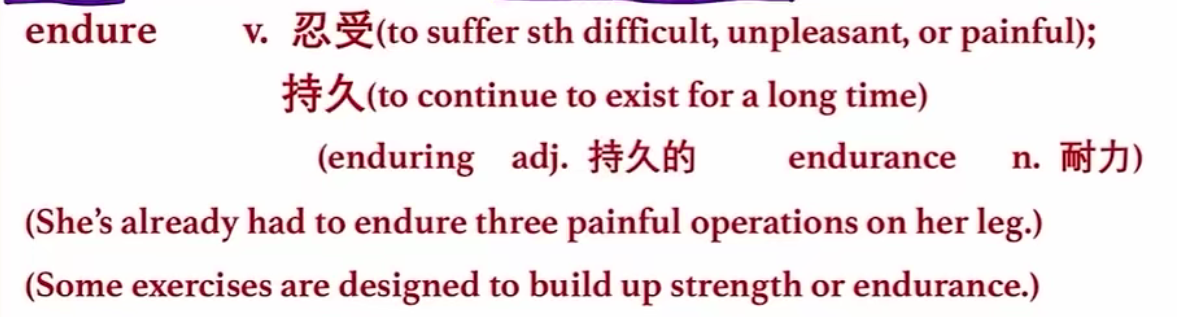 endure v. 忍受(to suffer sth difficult, unpleasant, or painful);
持久(to continue to exist for a long time)
(enduring adj. 持久的 endurance n. 耐力)
(She’s already had to endure three painful operations on her leg.)
(Some exercises are designed to build up strength or endurance.)